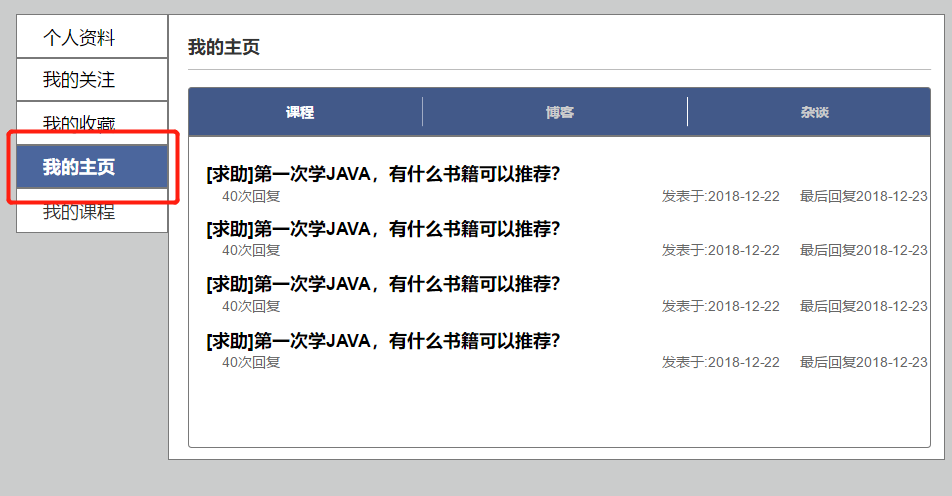 个人资料
我的关注
我的收藏
我的主页
我的课程
我的主页
课程 博客 杂谈
[求助]第一次学JAVA，有什么书籍可以推荐?
40次回复 发表于:2018-12-22 最后回复2018-12-23
[求助]第一次学JAVA，有什么书籍可以推荐?
40次回复 发表于:2018-12-22 最后回复2018-12-23
[求助]第一次学JAVA，有什么书籍可以推荐?
40次回复 发表于:2018-12-22 最后回复2018-12-23
[求助]第一次学JAVA，有什么书籍可以推荐?
40次回复 发表于:2018-12-22 最后回复2018-12-23